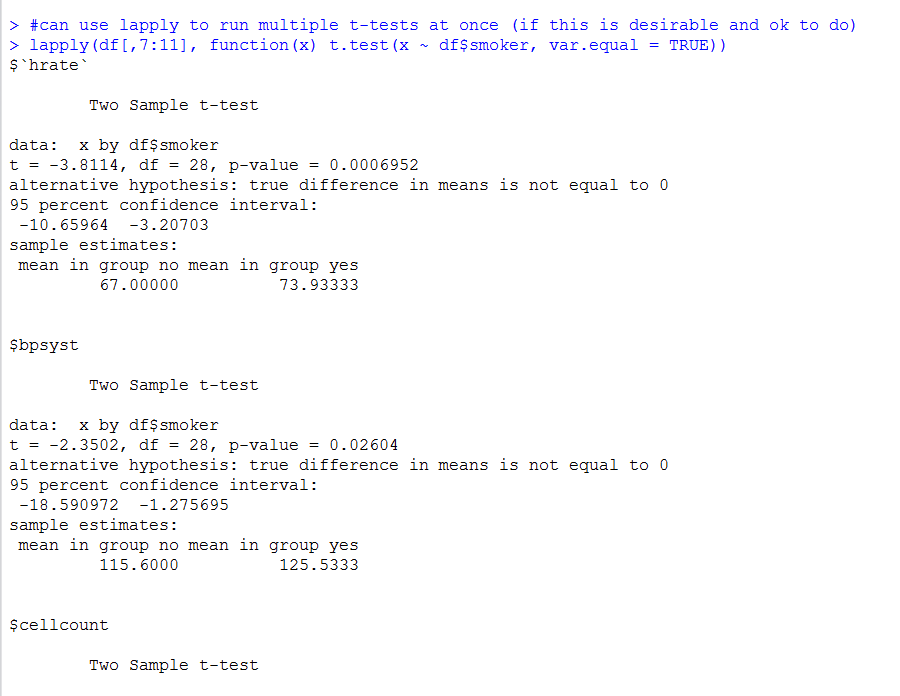 > #can use lapply to run multiple t-tests at once (if this is desirable and ok to do)
> lapply(df[,7:11], function(x) t.test(x ~ df$smoker, var.equal = TRUE))
$`hrate`
Two Sample t-test
data:  x by df$smoker
t = -3.8114, df = 28, p-value = 0.0006952
alternative hypothesis: true difference in means is not equal to 0
95 percent confidence interval:
-10.65964  -3.20703
sample estimates:
mean in group no mean in group yes
67.00000          73.93333
$bpsyst
Two Sample t-test
data:  x by df$smoker
t = -2.3502, df = 28, p-value = 0.02604
alternative hypothesis: true difference in means is not equal to 0
95 percent confidence interval:
-18.590972  -1.275695
sample estimates:
mean in group no mean in group yes
115.6000          125.5333
$cellcount
Two Sample t-test